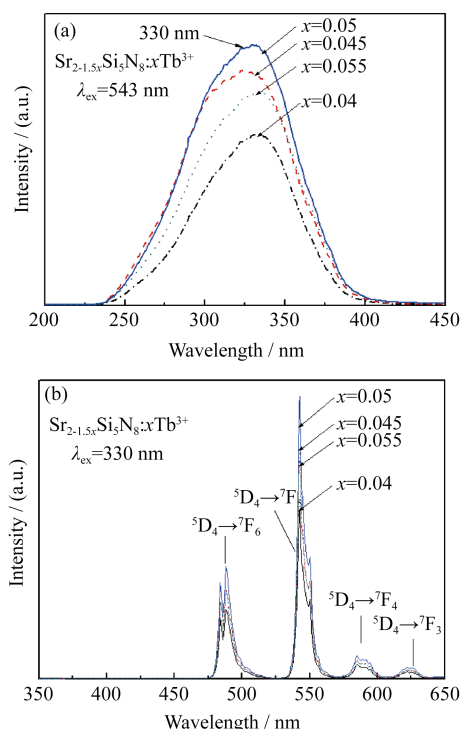 (a)
330 nm
x=0.05
x=0.045
x=0.055
x=0.04
Sr₂₋₁.₅ₓSi₅N₈:xTb³⁺
λex=543 nm
Intensity / (a.u.)
200 250 300 350 400 450
Wavelength / nm
(b)
Sr₂₋₁.₅ₓSi₅N₈:xTb³⁺
λex=330 nm
x=0.05
x=0.045
x=0.055
x=0.04
⁵D₄→⁷F
⁵D₄→⁷F₆
⁵D₄→⁷F₄
⁵D₄→⁷F₃
Intensity / (a.u.)
350 400 450 500 550 600 650
Wavelength / nm